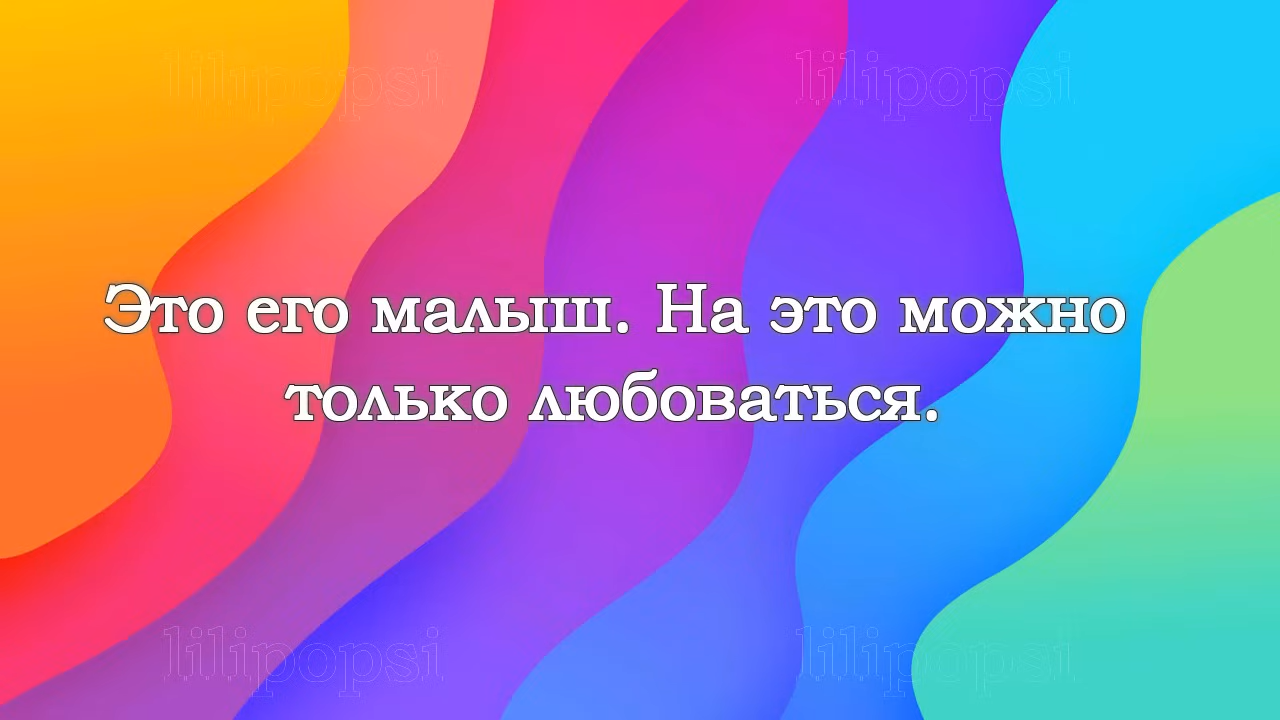 lilipopsi lilipopsi
Это его малыш. На это можно
только любоваться.
lilipopsi lilipopsi